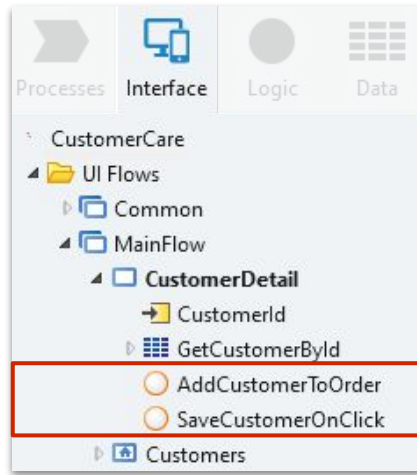 Processes Interface Logic Data
CustomerCare
UI Flows
Common
MainFlow
CustomerDetail
CustomerId
GetCustomerById
AddCustomerToOrder
SaveCustomerOnClick
Customers